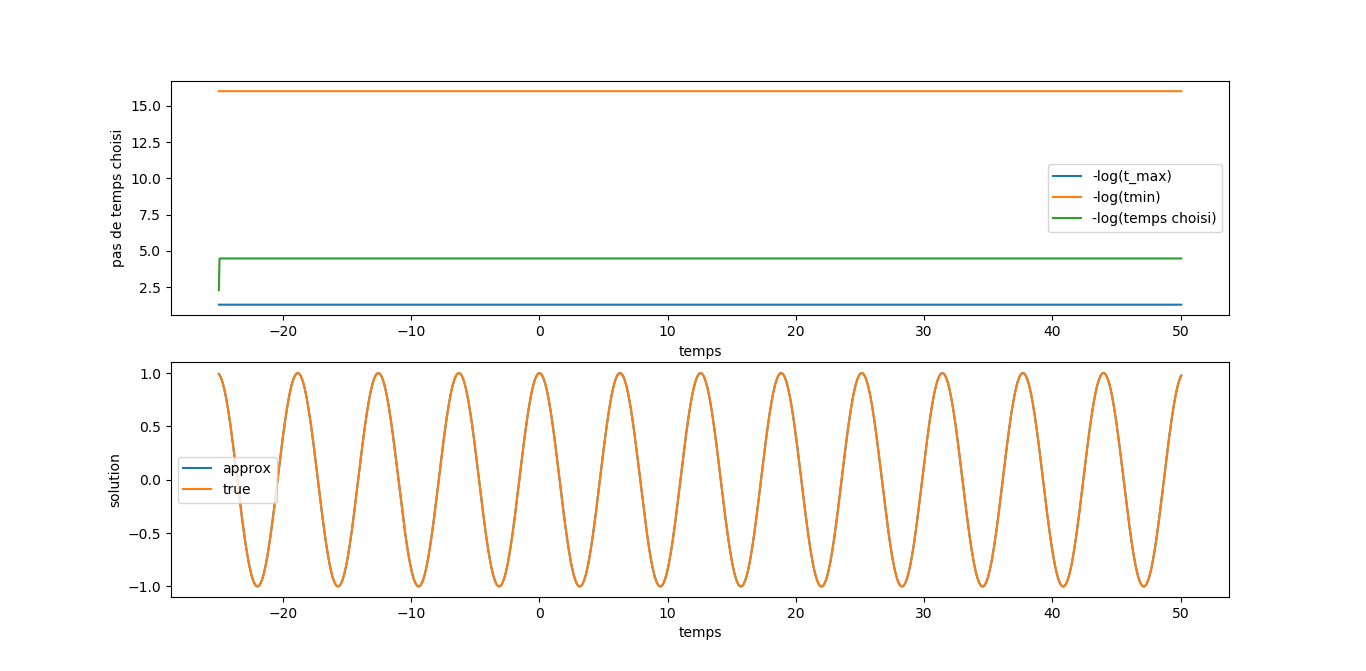 15.0
12.5
10.0
7.5
5.0
2.5
pas de temps choisi
-log(t_max)
-log(tmin)
-log(temps choisi)
−20 −10 0 10 20 30 40 50
temps
1.0
0.5
0.0
−0.5
−1.0
solution
approx
true
−20 −10 0 10 20 30 40 50
temps